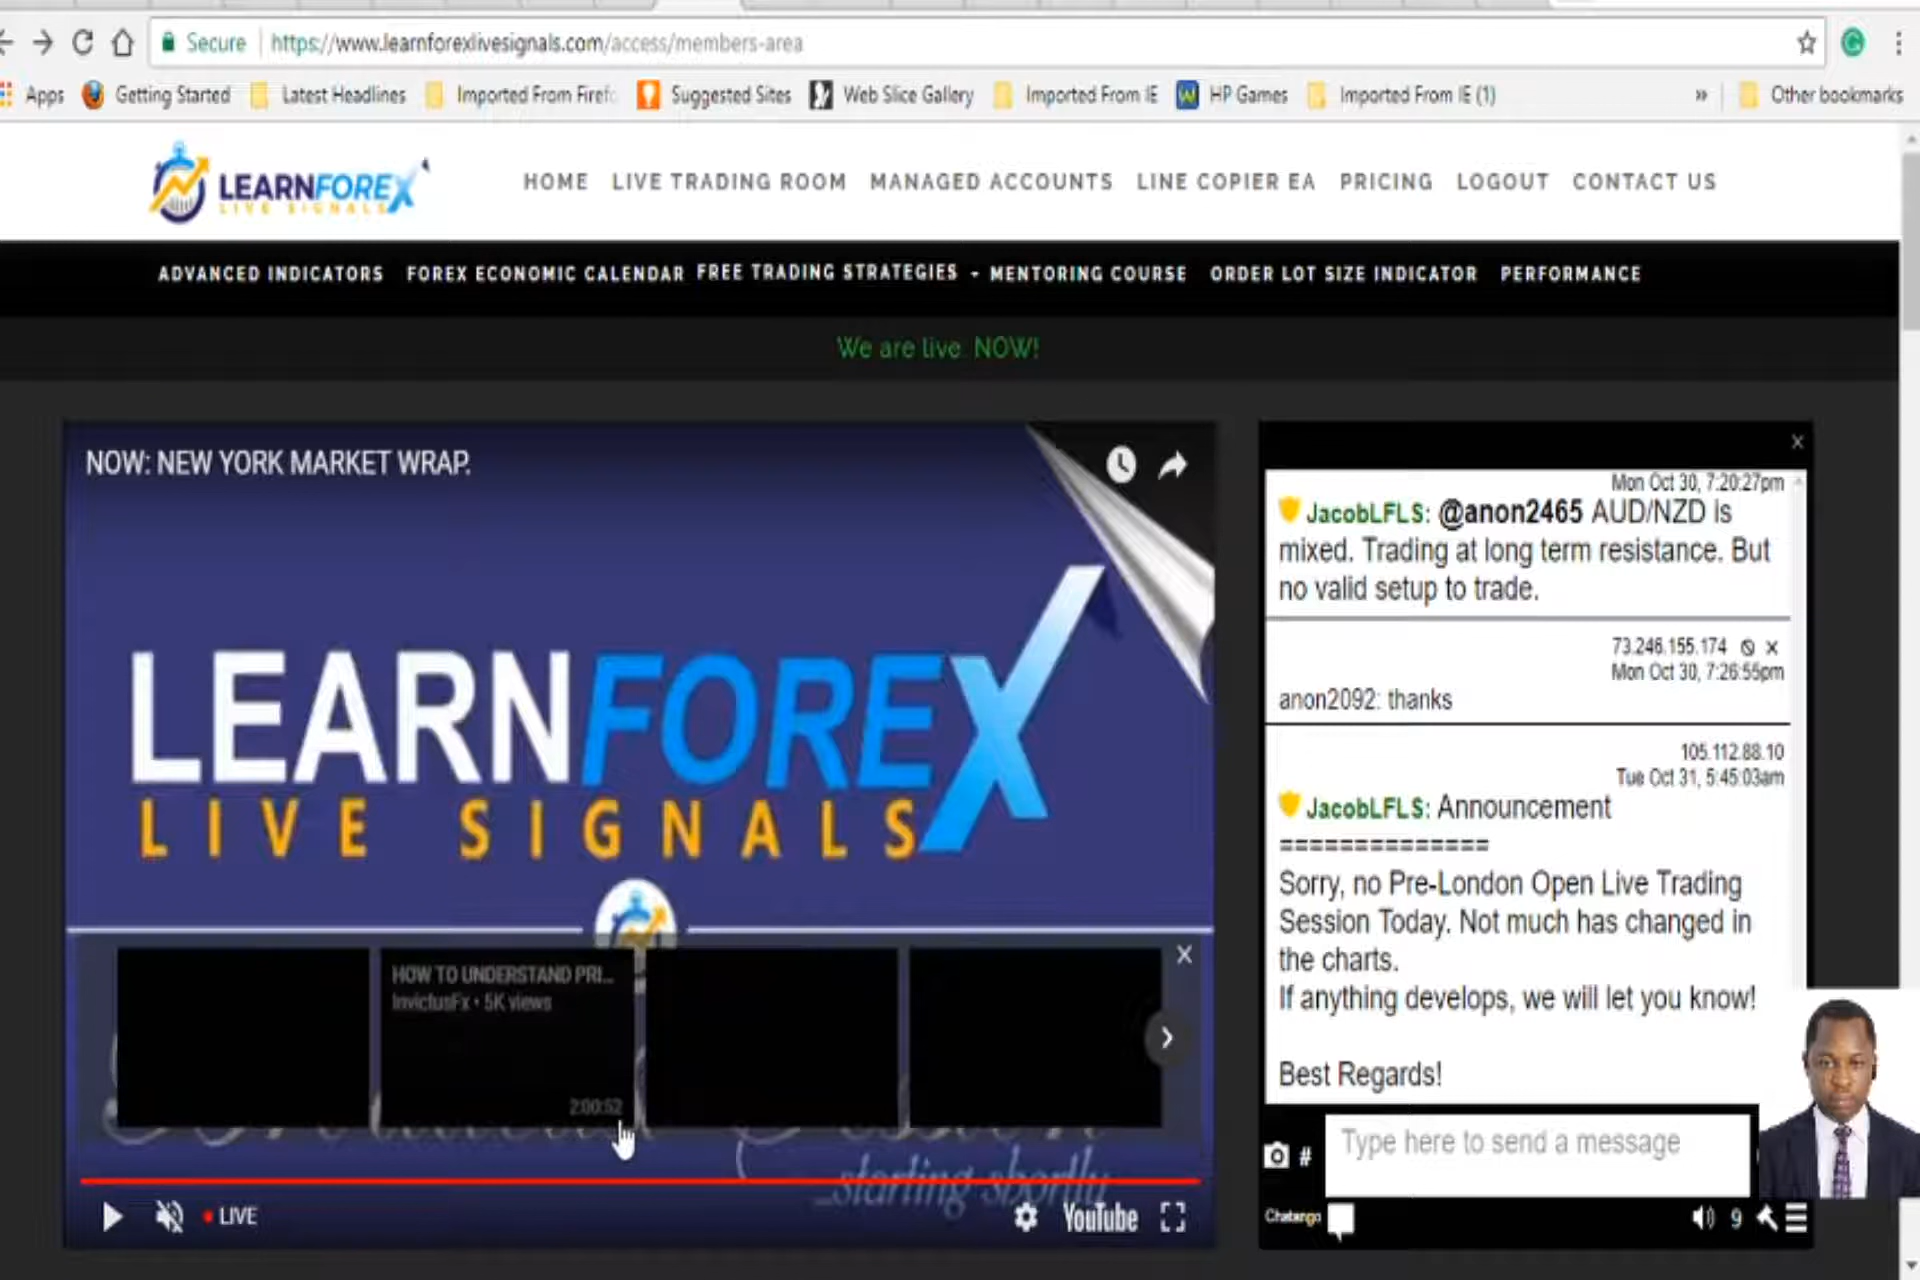 Secure
https://www.learnforexlivesignals.com/access/members-area
Apps
Getting Started
Latest Headlines
Imported From Firefo
Suggested Sites
Web Slice Gallery
Imported From IE
HP Games
Imported From IE (1)
»
Other bookmarks
LEARNFOREX
LIVE SIGNALS
HOME
LIVE TRADING ROOM
MANAGED ACCOUNTS
LINE COPIER EA
PRICING
LOGOUT
CONTACT US
ADVANCED INDICATORS
FOREX ECONOMIC CALENDAR
FREE TRADING STRATEGIES
MENTORING COURSE
ORDER LOT SIZE INDICATOR
PERFORMANCE
We are live NOW!
NOW: NEW YORK MARKET WRAP.
LEARNFOREX
LIVE SIGNALS
HOW TO UNDERSTAND PRI...
InvictusFx • 5K views
2:00:52
...starting shortly
LIVE
YouTube
Mon Oct 30, 7:20:27pm
JacobLFLS: @anon2465 AUD/NZD is
mixed. Trading at long term resistance. But
no valid setup to trade.
73.246.155.174
Mon Oct 30, 7:26:55pm
anon2092: thanks
105.112.88.10
Tue Oct 31, 5:45:03am
JacobLFLS: Announcement
==============
Sorry, no Pre-London Open Live Trading
Session Today. Not much has changed in
the charts.
If anything develops, we will let you know!
Best Regards!
#
Type here to send a message
Chatango
9